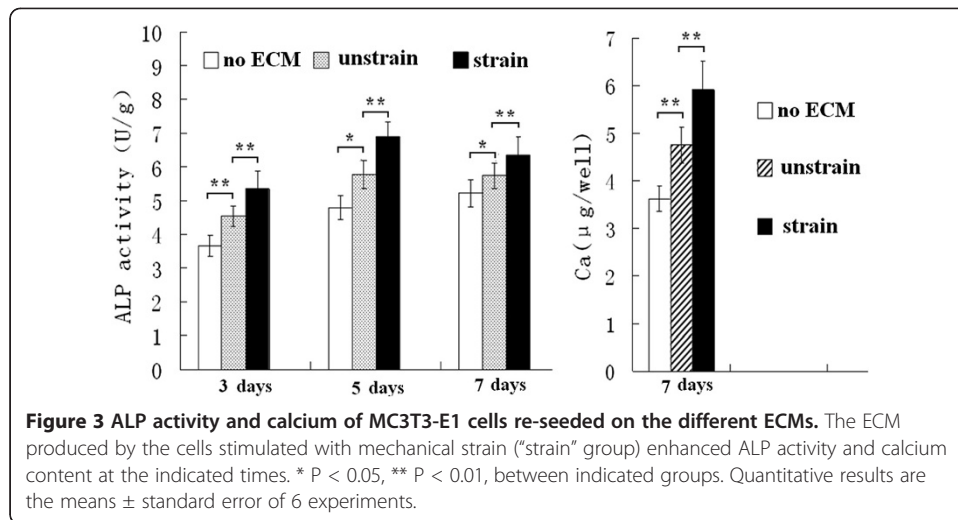 10
9
8
7
6
5
4
3
2
1
0
ALP activity (U/g)
no ECM unstrain strain
** ** * ** * **
3 days 5 days 7 days
7
6
5
4
3
2
1
0
Ca(μg/well)
** **
no ECM
unstrain
strain
7 days
Figure 3 ALP activity and calcium of MC3T3-E1 cells re-seeded on the different ECMs. The ECM
produced by the cells stimulated with mechanical strain (“strain” group) enhanced ALP activity and calcium
content at the indicated times. * P < 0.05, ** P < 0.01, between indicated groups. Quantitative results are
the means ± standard error of 6 experiments.